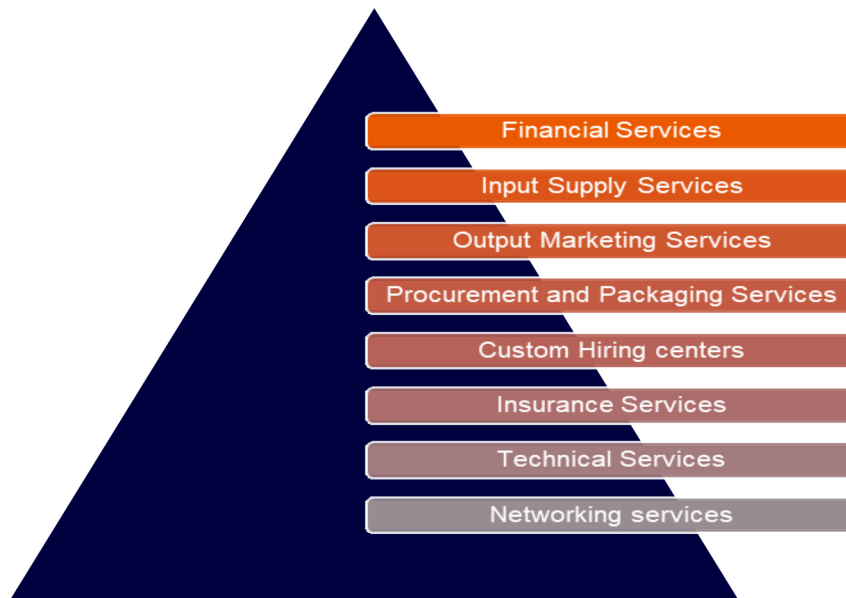 Financial Services
Input Supply Services
Output Marketing Services
Procurement and Packaging Services
Custom Hiring centers
Insurance Services
Technical Services
Networking services